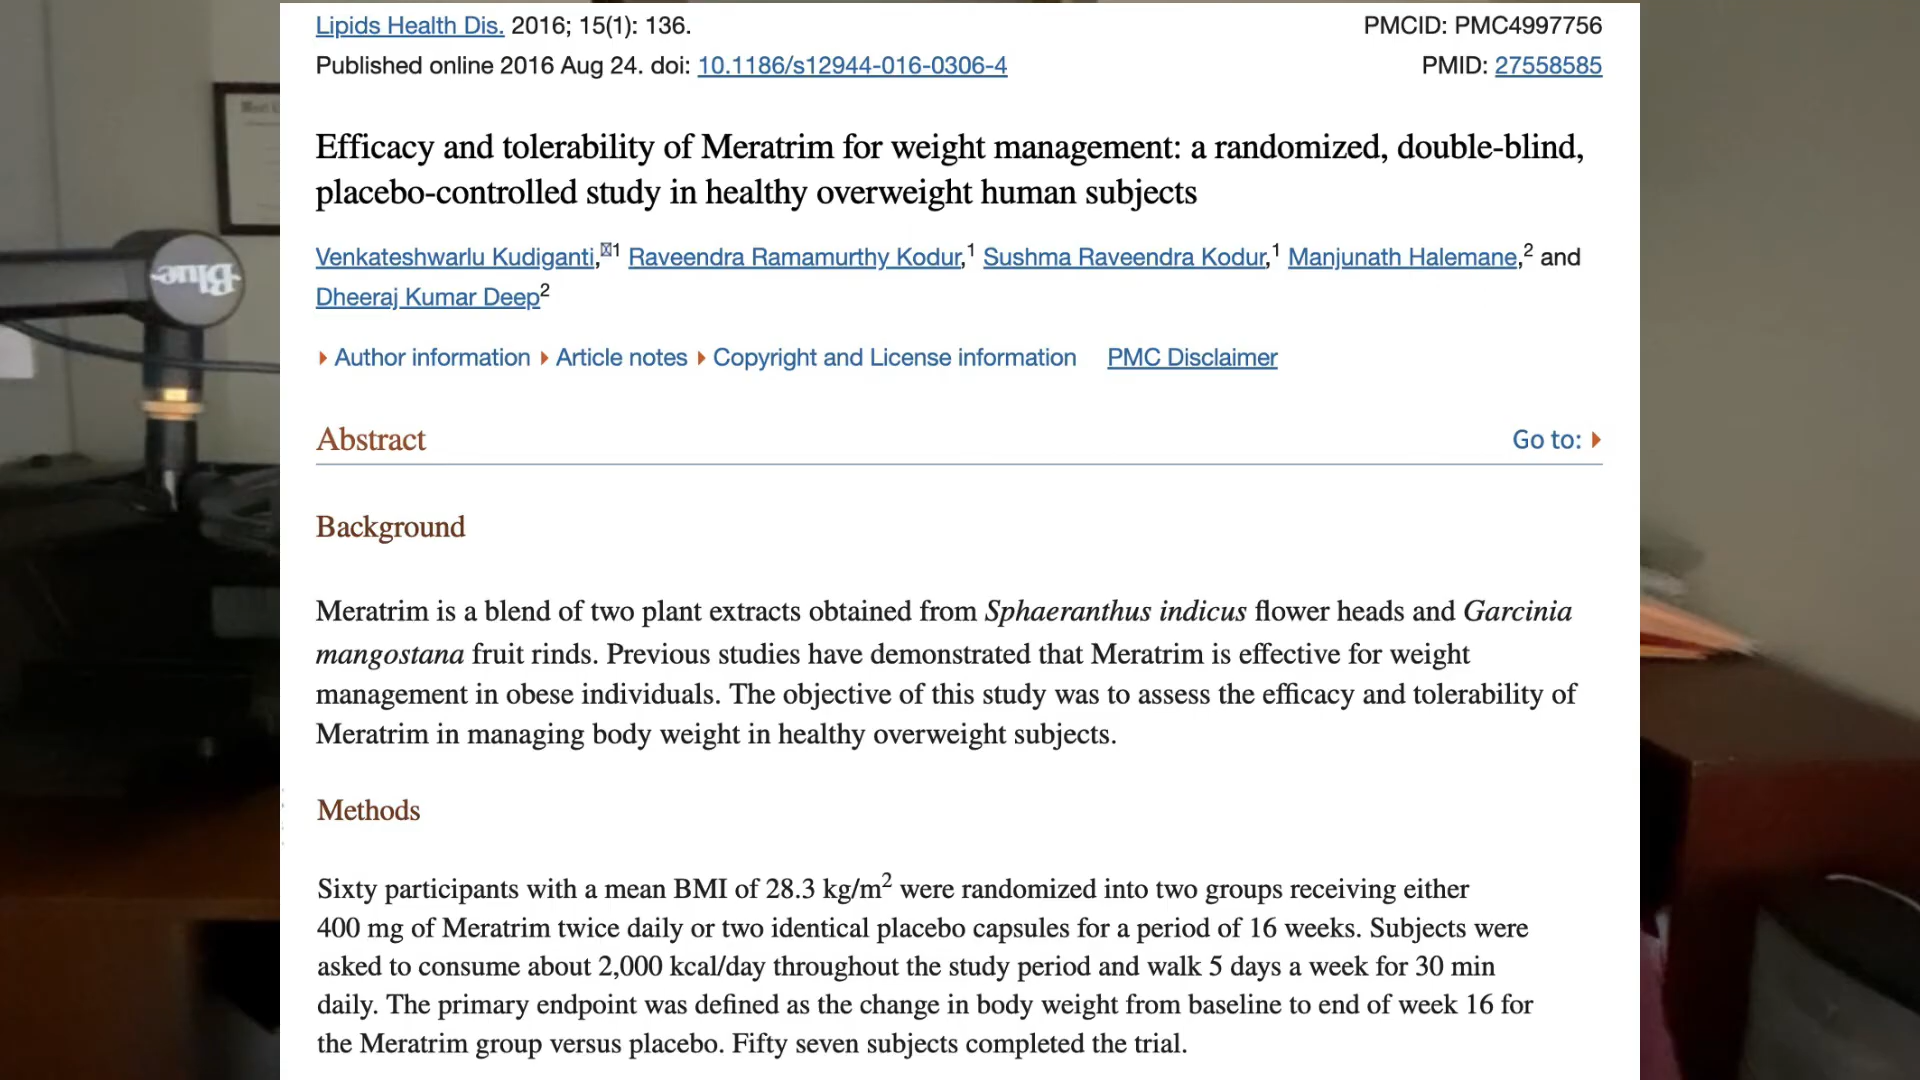 Lipids Health Dis. 2016; 15(1): 136.
PMCID: PMC4997756
Published online 2016 Aug 24. doi: 10.1186/s12944-016-0306-4
PMID: 27558585
Efficacy and tolerability of Meratrim for weight management: a randomized, double-blind,
placebo-controlled study in healthy overweight human subjects
Venkateshwarlu Kudiganti,1 Raveendra Ramamurthy Kodur,1 Sushma Raveendra Kodur,1 Manjunath Halemane,2 and
Dheeraj Kumar Deep2
Author information Article notes Copyright and License information PMC Disclaimer
Abstract
Go to:
Background
Meratrim is a blend of two plant extracts obtained from Sphaeranthus indicus flower heads and Garcinia
mangostana fruit rinds. Previous studies have demonstrated that Meratrim is effective for weight
management in obese individuals. The objective of this study was to assess the efficacy and tolerability of
Meratrim in managing body weight in healthy overweight subjects.
Methods
Sixty participants with a mean BMI of 28.3 kg/m2 were randomized into two groups receiving either
400 mg of Meratrim twice daily or two identical placebo capsules for a period of 16 weeks. Subjects were
asked to consume about 2,000 kcal/day throughout the study period and walk 5 days a week for 30 min
daily. The primary endpoint was defined as the change in body weight from baseline to end of week 16 for
the Meratrim group versus placebo. Fifty seven subjects completed the trial.
Blue